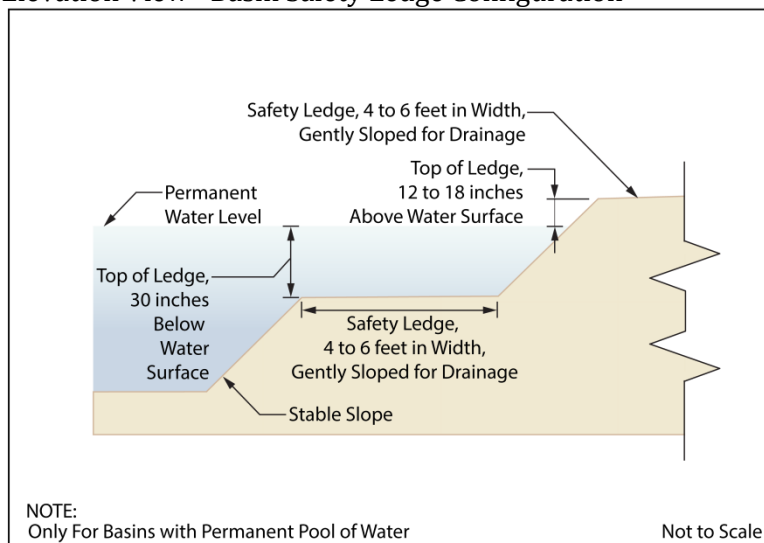 Elevation View - Basin Safety Ledge Configuration
Safety Ledge, 4 to 6 feet in Width,
Gently Sloped for Drainage
Top of Ledge,
12 to 18 inches
Above Water Surface
Permanent
Water Level
Top of Ledge,
30 inches
Below
Water
Surface
Safety Ledge,
4 to 6 feet in Width,
Gently Sloped for Drainage
Stable Slope
NOTE:
Only For Basins with Permanent Pool of Water
Not to Scale